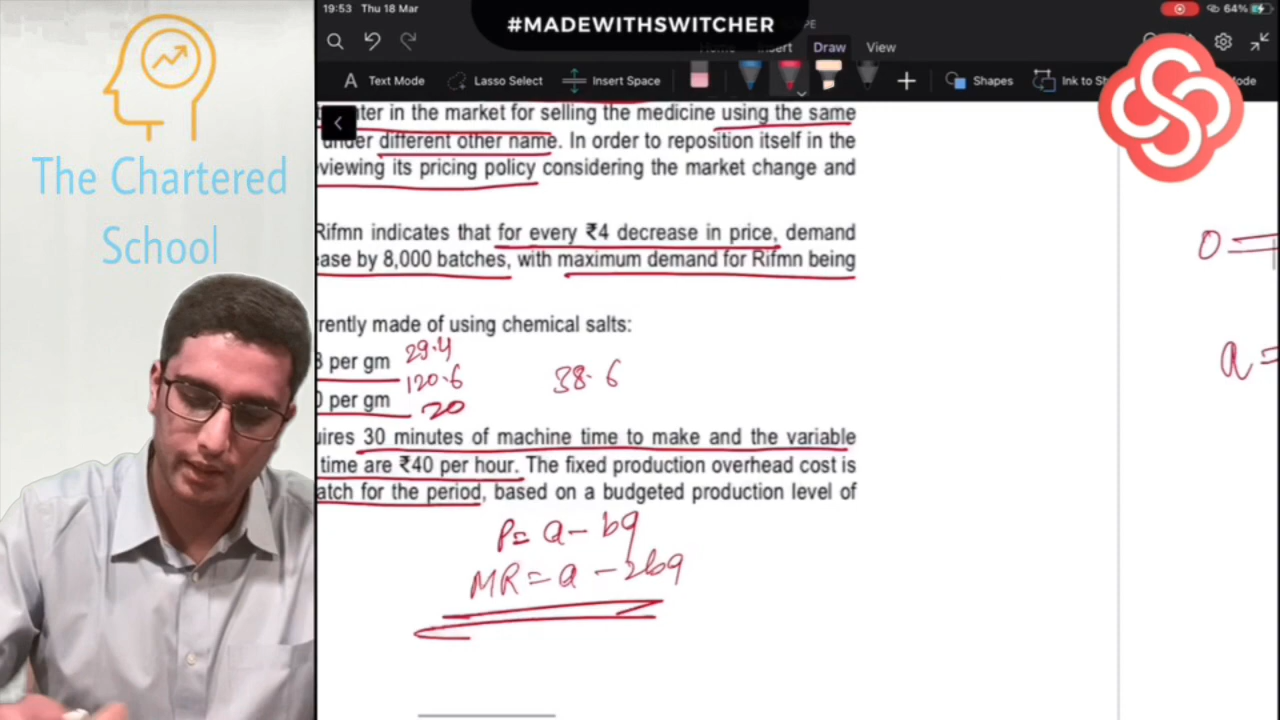 19:53 Thu 18 Mar
#MADEWITHSWITCHER
64%
Insert Draw View
Text Mode Lasso Select Insert Space Shapes Ink to Mode
The Chartered
School
in the market for selling the medicine using the same
different other name. In order to reposition itself in the
viewing its pricing policy considering the market change and
Rifmn indicates that for every ₹4 decrease in price, demand
ase by 8,000 batches, with maximum demand for Rifmn being
0=
rently made of using chemical salts:
29.4
a=
per gm
120.6
38.6
0 per gm
20
uires 30 minutes of machine time to make and the variable
time are ₹40 per hour. The fixed production overhead cost is
atch for the period, based on a budgeted production level of
P= a - bq
MR = a - 2bq